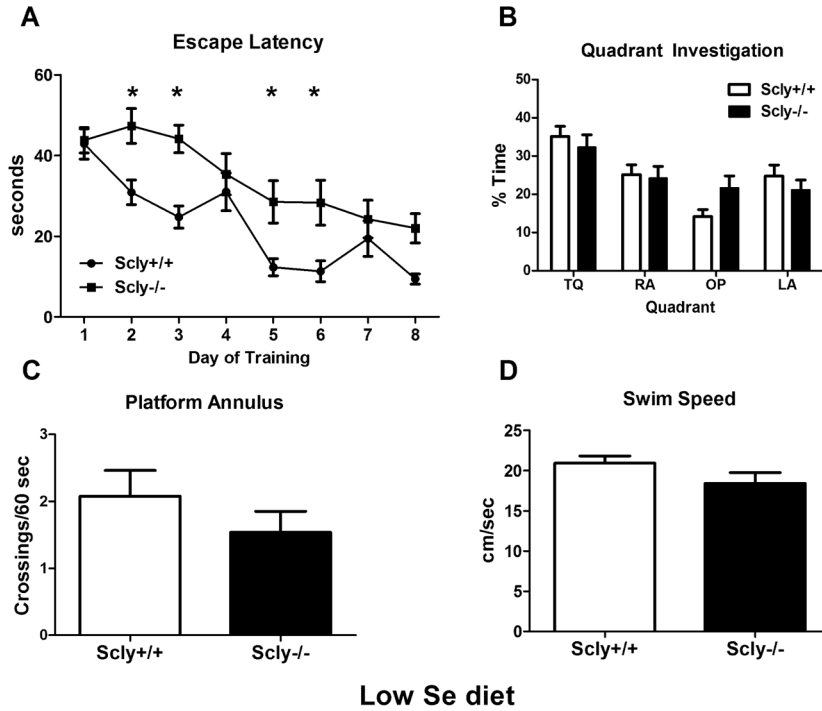 A
Escape Latency
60
40
20
0
seconds
* * * *
Scly+/+
Scly-/-
1 2 3 4 5 6 7 8
Day of Training
B
Quadrant Investigation
50
40
30
20
10
0
% Time
Scly+/+
Scly-/-
TQ RA OP LA
Quadrant
C
Platform Annulus
3
2
1
0
Crossings/60 sec
Scly+/+ Scly-/-
D
Swim Speed
25
20
15
10
5
0
cm/sec
Scly+/+ Scly-/-
Low Se diet